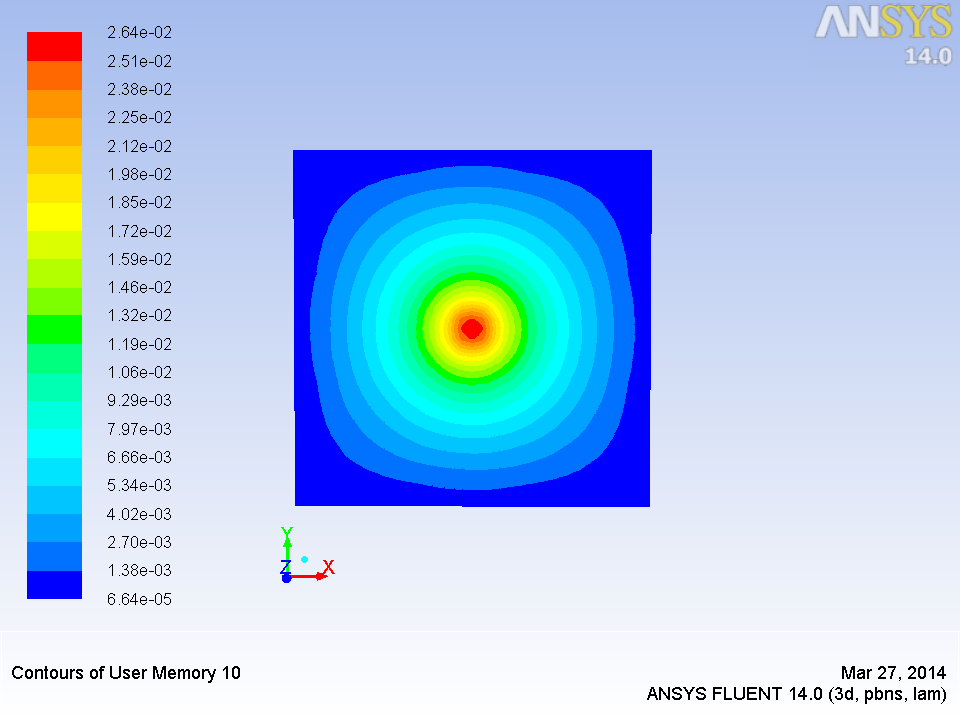 ANSYS
14.0
2.64e-02
2.51e-02
2.38e-02
2.25e-02
2.12e-02
1.98e-02
1.85e-02
1.72e-02
1.59e-02
1.46e-02
1.32e-02
1.19e-02
1.06e-02
9.29e-03
7.97e-03
6.66e-03
5.34e-03
4.02e-03
2.70e-03
1.38e-03
6.64e-05
Y
Z
X
Contours of User Memory 10
Mar 27, 2014
ANSYS FLUENT 14.0 (3d, pbns, lam)